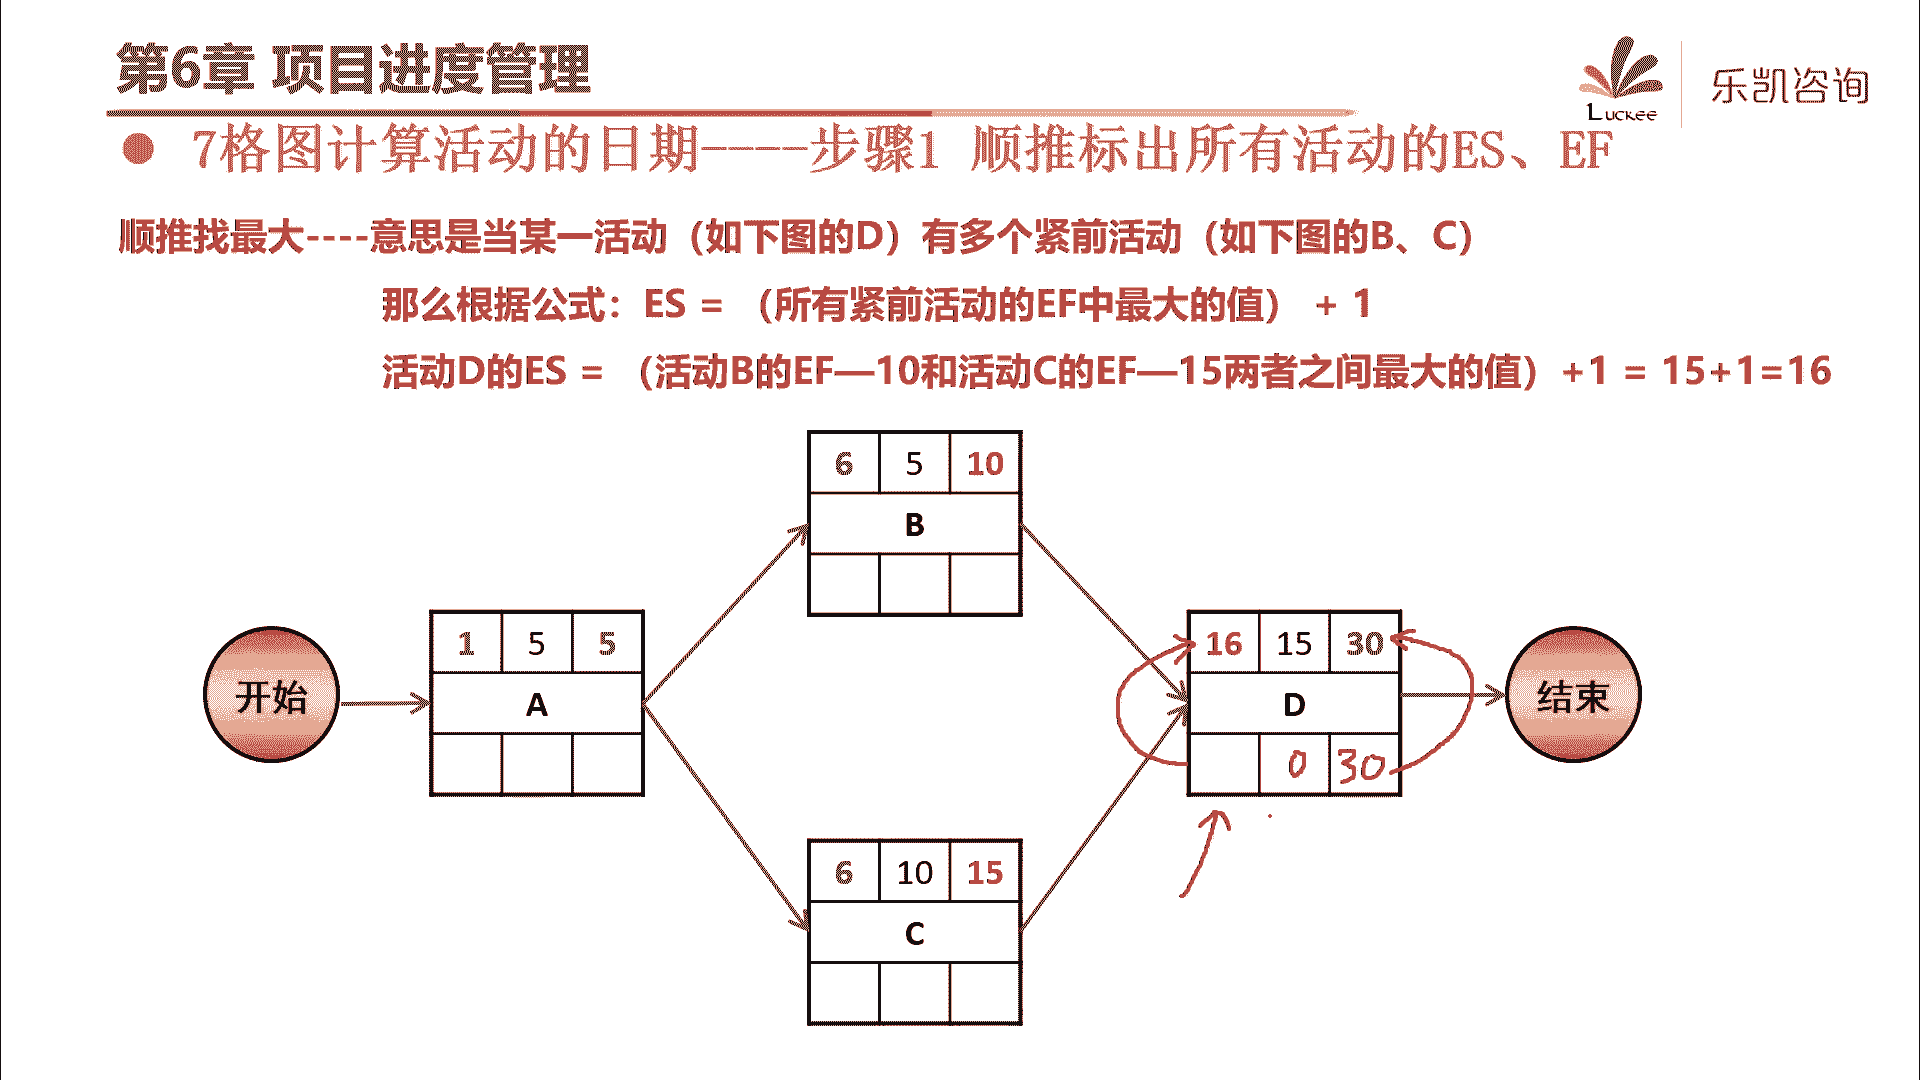 第6章 项目进度管理
Luckee
乐凯咨询
● 7格图计算活动的日期————步骤1 顺推标出所有活动的ES、EF
顺推找最大----意思是当某一活动（如下图的D）有多个紧前活动（如下图的B、C）
那么根据公式：ES = （所有紧前活动的EF中最大的值） + 1
活动D的ES = （活动B的EF—10和活动C的EF—15两者之间最大的值）+1 = 15+1=16
6 5 10
B
开始
1 5 5
A
16 15 30
D
0 30
结束
6 10 15
C